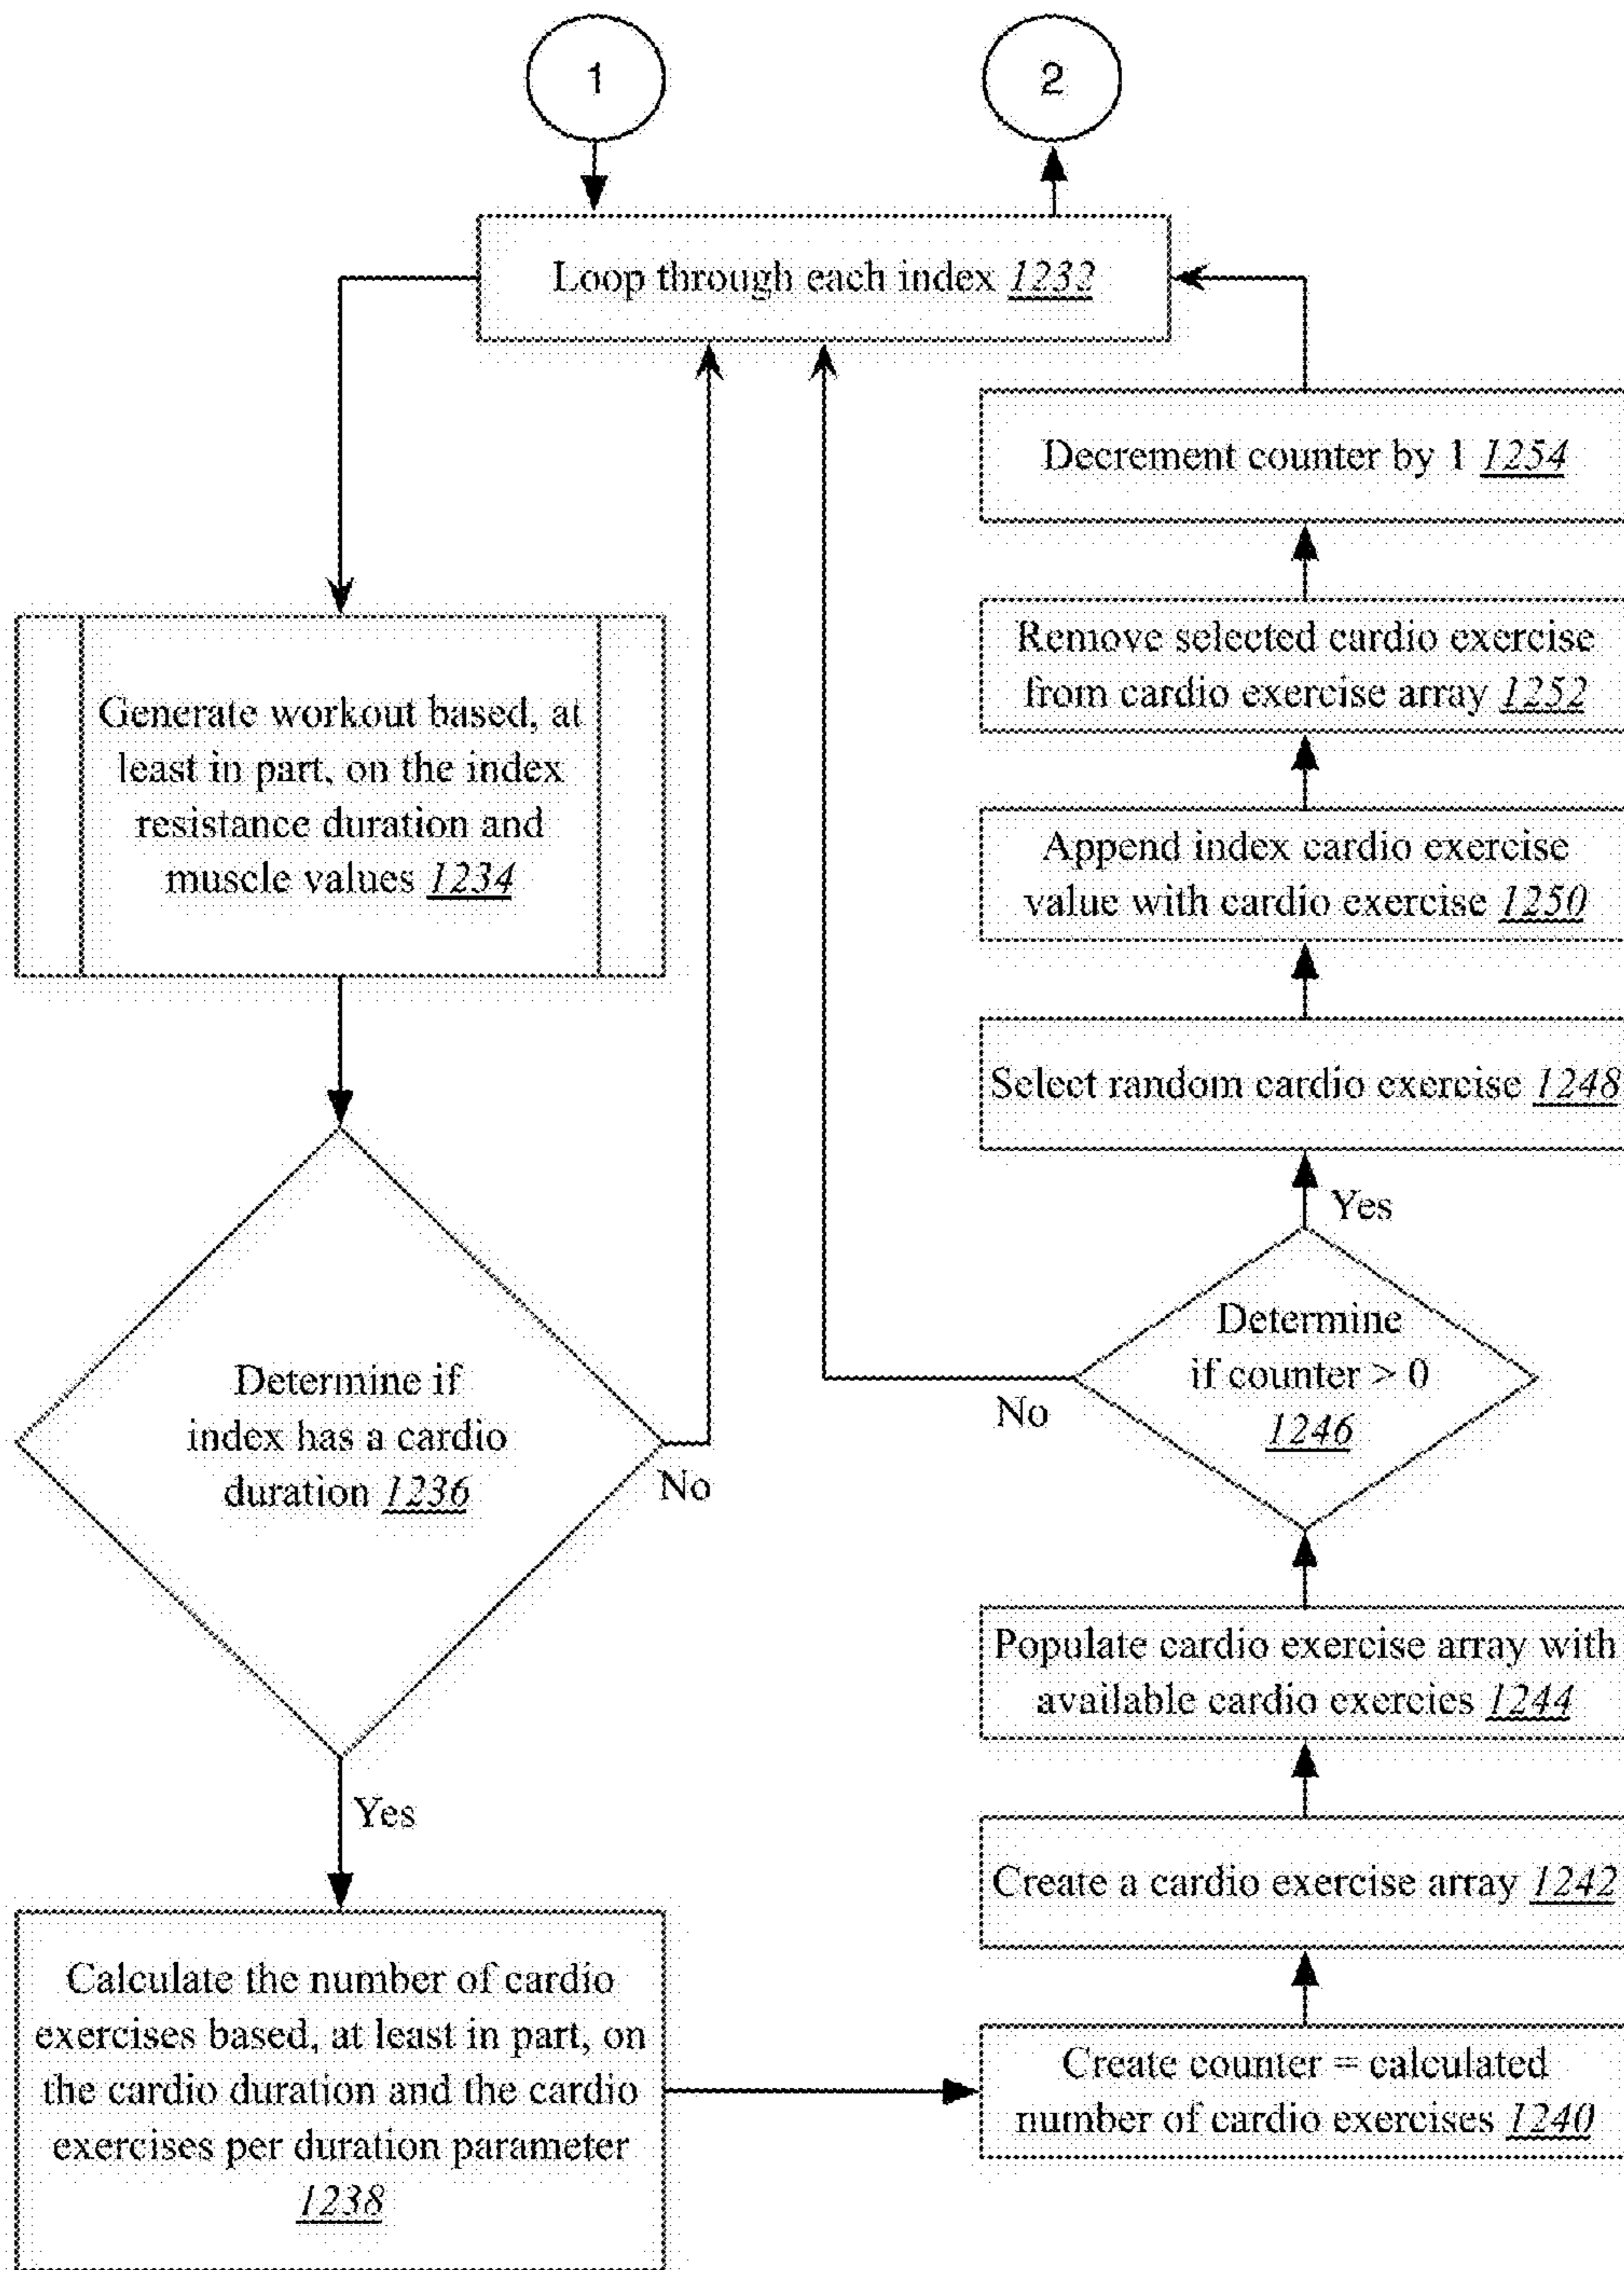 1
2
Loop through each index 1232
Generate workout based, at
least in part, on the index
resistance duration and
muscle values 1234
Determine if
index has a cardio
duration 1236
No
Yes
Calculate the number of cardio
exercises based, at least in part, on
the cardio duration and the cardio
exercises per duration parameter
1238
Create counter = calculated
number of cardio exercises 1240
Create a cardio exercise array 1242
Populate cardio exercise array with
available cardio exercies 1244
Determine
if counter > 0
1246
No
Yes
Select random cardio exercise 1248
Append index cardio exercise
value with cardio exercise 1250
Remove selected cardio exercise
from cardio exercise array 1252
Decrement counter by 1 1254